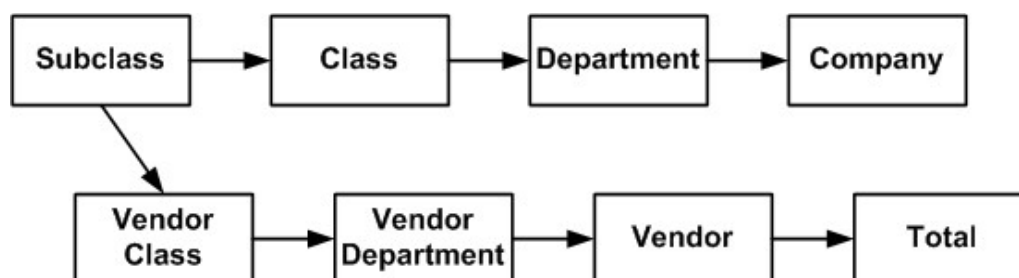 Subclass
Class
Department
Company
Vendor
Class
Vendor
Department
Vendor
Total